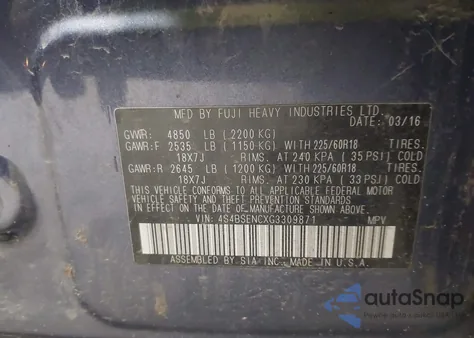 MFD BY FUJI HEAVY INDUSTRIES LTD.
DATE: 03/16
GVWR: 4850 LB (2200 KG)
GAWR:F 2535 LB (1150 KG) WITH 225/60R18 TIRES.
18X7J RIMS. AT 240 KPA (35 PSI) COLD
GAWR:R 2645 LB (1200 KG) WITH 225/60R18 TIRES.
18X7J RIMS. AT 230 KPA (33 PSI) COLD
THIS VEHICLE CONFORMS TO ALL APPLICABLE FEDERAL MOTOR
VEHICLE SAFETY AND THEFT PREVENTION STANDARDS IN EFFECT
ON THE DATE OF MANUFACTURE SHOWN ABOVE.
VIN: 4S4BSENCXG3309871 MPV
ASSEMBLED BY SIA INC. MADE IN U.S.A.
autoSnap